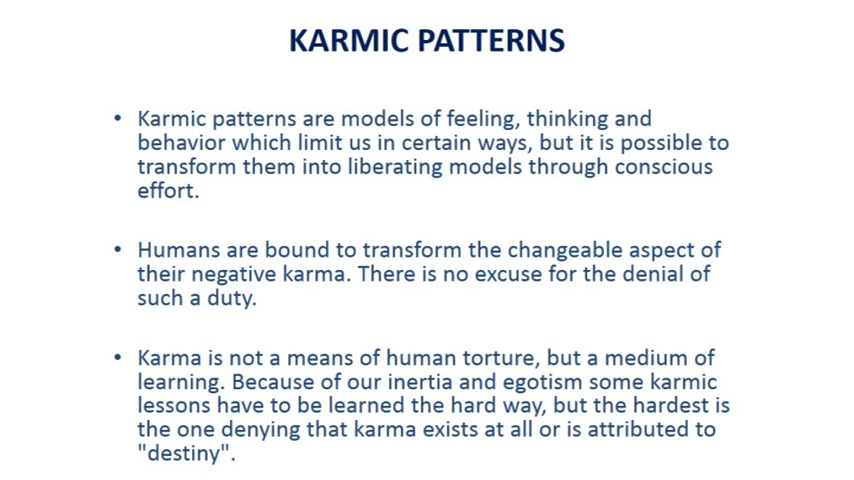 KARMIC PATTERNS
• Karmic patterns are models of feeling, thinking and
behavior which limit us in certain ways, but it is possible to
transform them into liberating models through conscious
effort.
• Humans are bound to transform the changeable aspect of
their negative karma. There is no excuse for the denial of
such a duty.
• Karma is not a means of human torture, but a medium of
learning. Because of our inertia and egotism some karmic
lessons have to be learned the hard way, but the hardest is
the one denying that karma exists at all or is attributed to
"destiny".